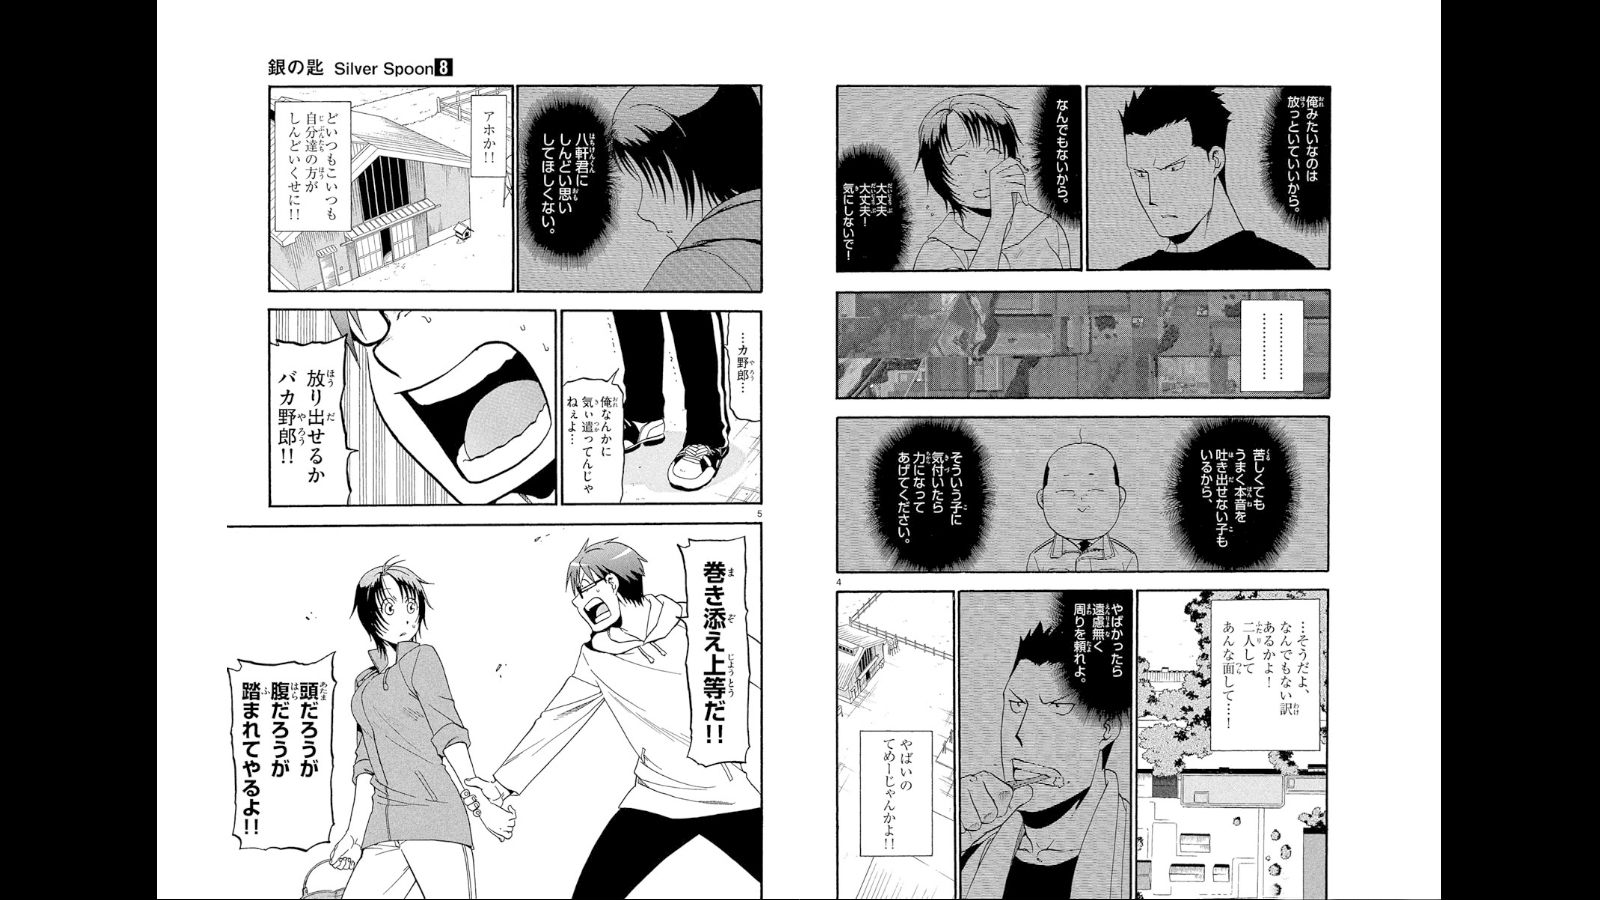 俺みたいなのは
放っといていいから。
なんでもないから。
大丈夫
大丈夫!
気にしないで!
…………
苦しくても
うまく本音を
吐き出せない子も
いるから、
そういう子に
気付いたら
力になって
あげてください。
…そうだよ、
なんでもない訳
あるかよ!
二人して
あんな面して…!
やばかったら
遠慮無く
周りを頼れよ。
やばいの
てめーじゃんかよ!!
4
銀の匙 Silver Spoon 8
八軒君に
しんどい思い
してほしくない。
アホか!!
どいつもこいつも
自分達の方が
しんどいくせに!!
…カ野郎…
俺なんかに
気ぃ遣ってんじゃ
ねぇよ…
放り出せるか
バカ野郎!!
5
巻き添え上等だ!!
頭だろうが
腹だろうが
踏まれてやるよ!!